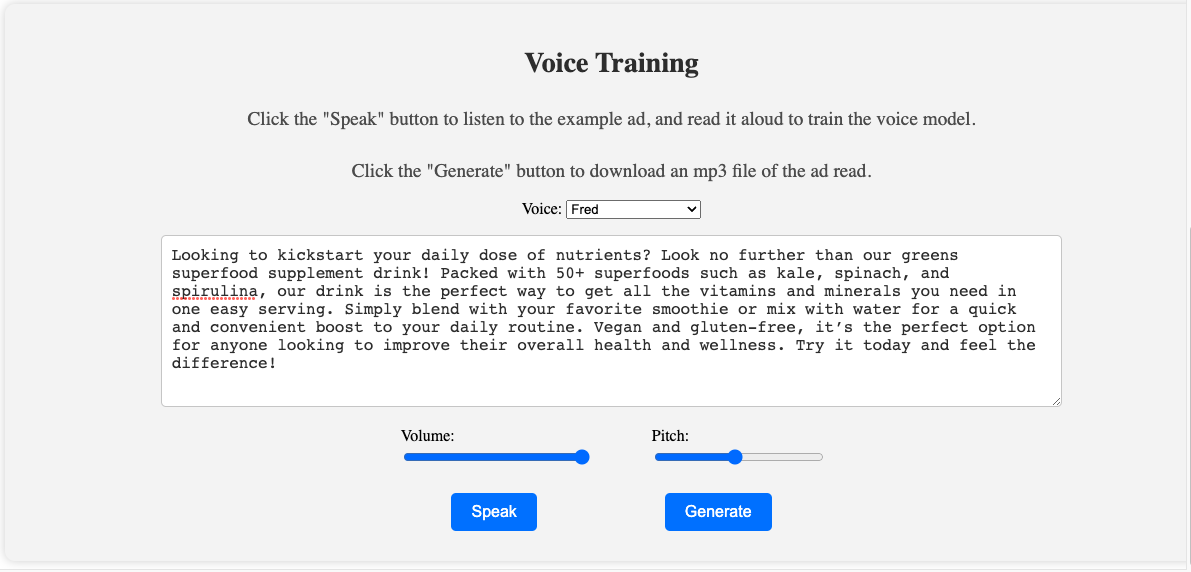 Voice Training
Click the "Speak" button to listen to the example ad, and read it aloud to train the voice model.
Click the "Generate" button to download an mp3 file of the ad read.
Voice: Fred
Looking to kickstart your daily dose of nutrients? Look no further than our greens
superfood supplement drink! Packed with 50+ superfoods such as kale, spinach, and
spirulina, our drink is the perfect way to get all the vitamins and minerals you need in
one easy serving. Simply blend with your favorite smoothie or mix with water for a quick
and convenient boost to your daily routine. Vegan and gluten-free, it’s the perfect option
for anyone looking to improve their overall health and wellness. Try it today and feel the
difference!
Volume: Pitch:
Speak Generate